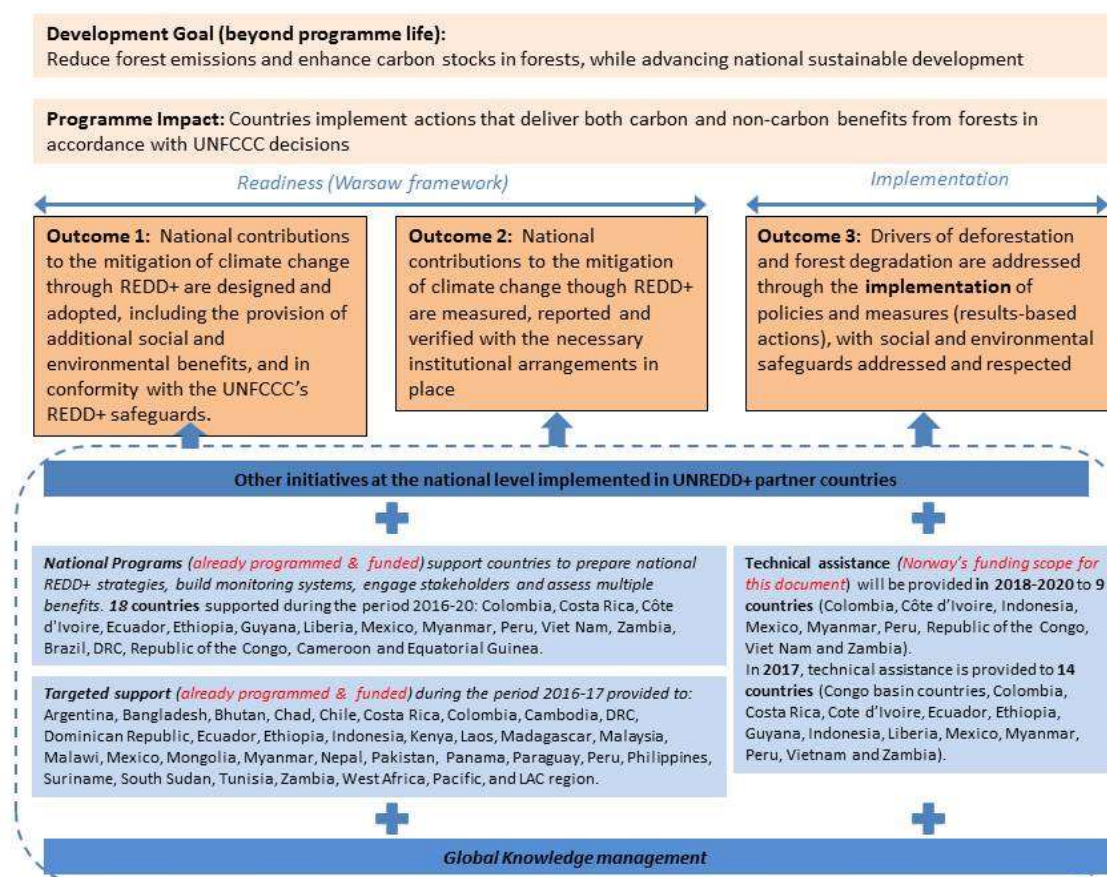 Development Goal (beyond programme life):
Reduce forest emissions and enhance carbon stocks in forests, while advancing national sustainable development
Programme Impact: Countries implement actions that deliver both carbon and non-carbon benefits from forests in
accordance with UNFCCC decisions
Readiness (Warsaw framework)
Implementation
Outcome 1: National contributions
to the mitigation of climate change
through REDD+ are designed and
adopted, including the provision of
additional social and
environmental benefits, and in
conformity with the UNFCCC's
REDD+ safeguards.
Outcome 2: National
contributions to the mitigation
of climate change though REDD+
are measured, reported and
verified with the necessary
institutional arrangements in
place
Outcome 3: Drivers of deforestation
and forest degradation are addressed
through the implementation of
policies and measures (results-based
actions), with social and environmental
safeguards addressed and respected
Other initiatives at the national level implemented in UNREDD+ partner countries
National Programs (already programmed & funded) support countries to prepare national
REDD+ strategies, build monitoring systems, engage stakeholders and assess multiple
benefits. 18 countries supported during the period 2016-20: Colombia, Costa Rica, Côte
d'Ivoire, Ecuador, Ethiopia, Guyana, Liberia, Mexico, Myanmar, Peru, Viet Nam, Zambia,
Brazil, DRC, Republic of the Congo, Cameroon and Equatorial Guinea.
Targeted support (already programmed & funded) during the period 2016-17 provided to:
Argentina, Bangladesh, Bhutan, Chad, Chile, Costa Rica, Colombia, Cambodia, DRC,
Dominican Republic, Ecuador, Ethiopia, Indonesia, Kenya, Laos, Madagascar, Malaysia,
Malawi, Mexico, Mongolia, Myanmar, Nepal, Pakistan, Panama, Paraguay, Peru, Philippines,
Suriname, South Sudan, Tunisia, Zambia, West Africa, Pacific, and LAC region.
Technical assistance (Norway's funding scope for
this document) will be provided in 2018-2020 to 9
countries (Colombia, Côte d'Ivoire, Indonesia,
Mexico, Myanmar, Peru, Republic of the Congo,
Viet Nam and Zambia).
In 2017, technical assistance is provided to 14
countries (Congo basin countries, Colombia,
Costa Rica, Cote d'Ivoire, Ecuador, Ethiopia,
Guyana, Indonesia, Liberia, Mexico, Myanmar,
Peru, Vietnam and Zambia).
Global Knowledge management